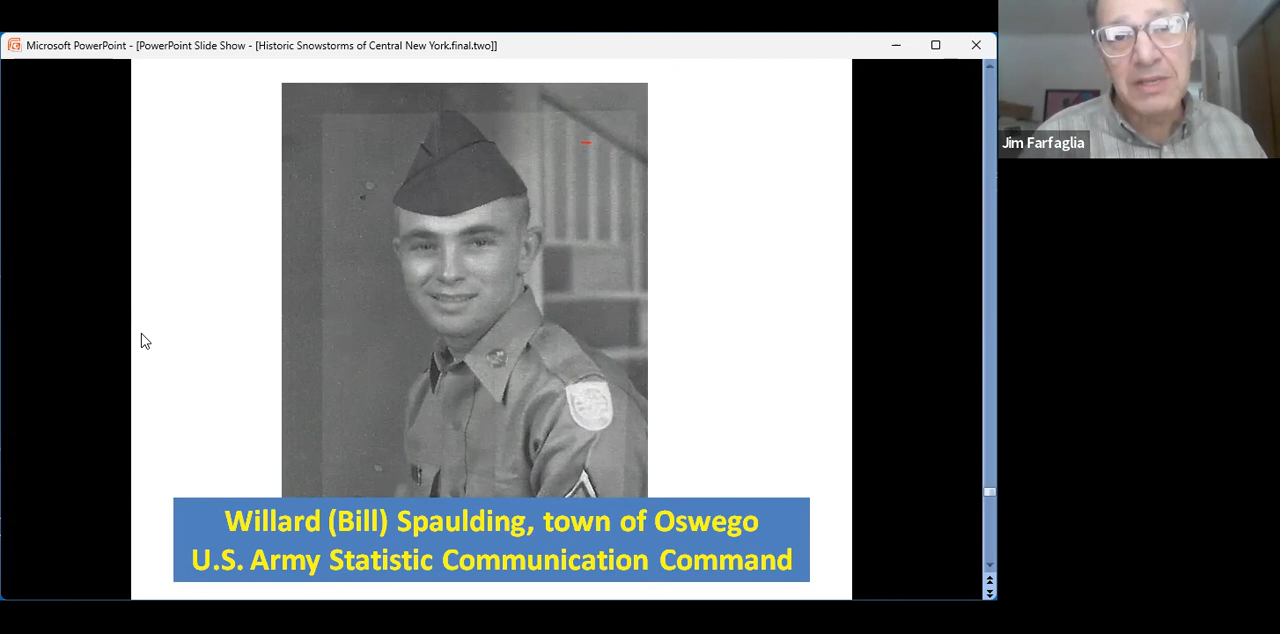 Microsoft PowerPoint - [PowerPoint Slide Show - [Historic Snowstorms of Central New York.final.two]]
Jim Farfaglia
Willard (Bill) Spaulding, town of Oswego
U.S. Army Statistic Communication Command